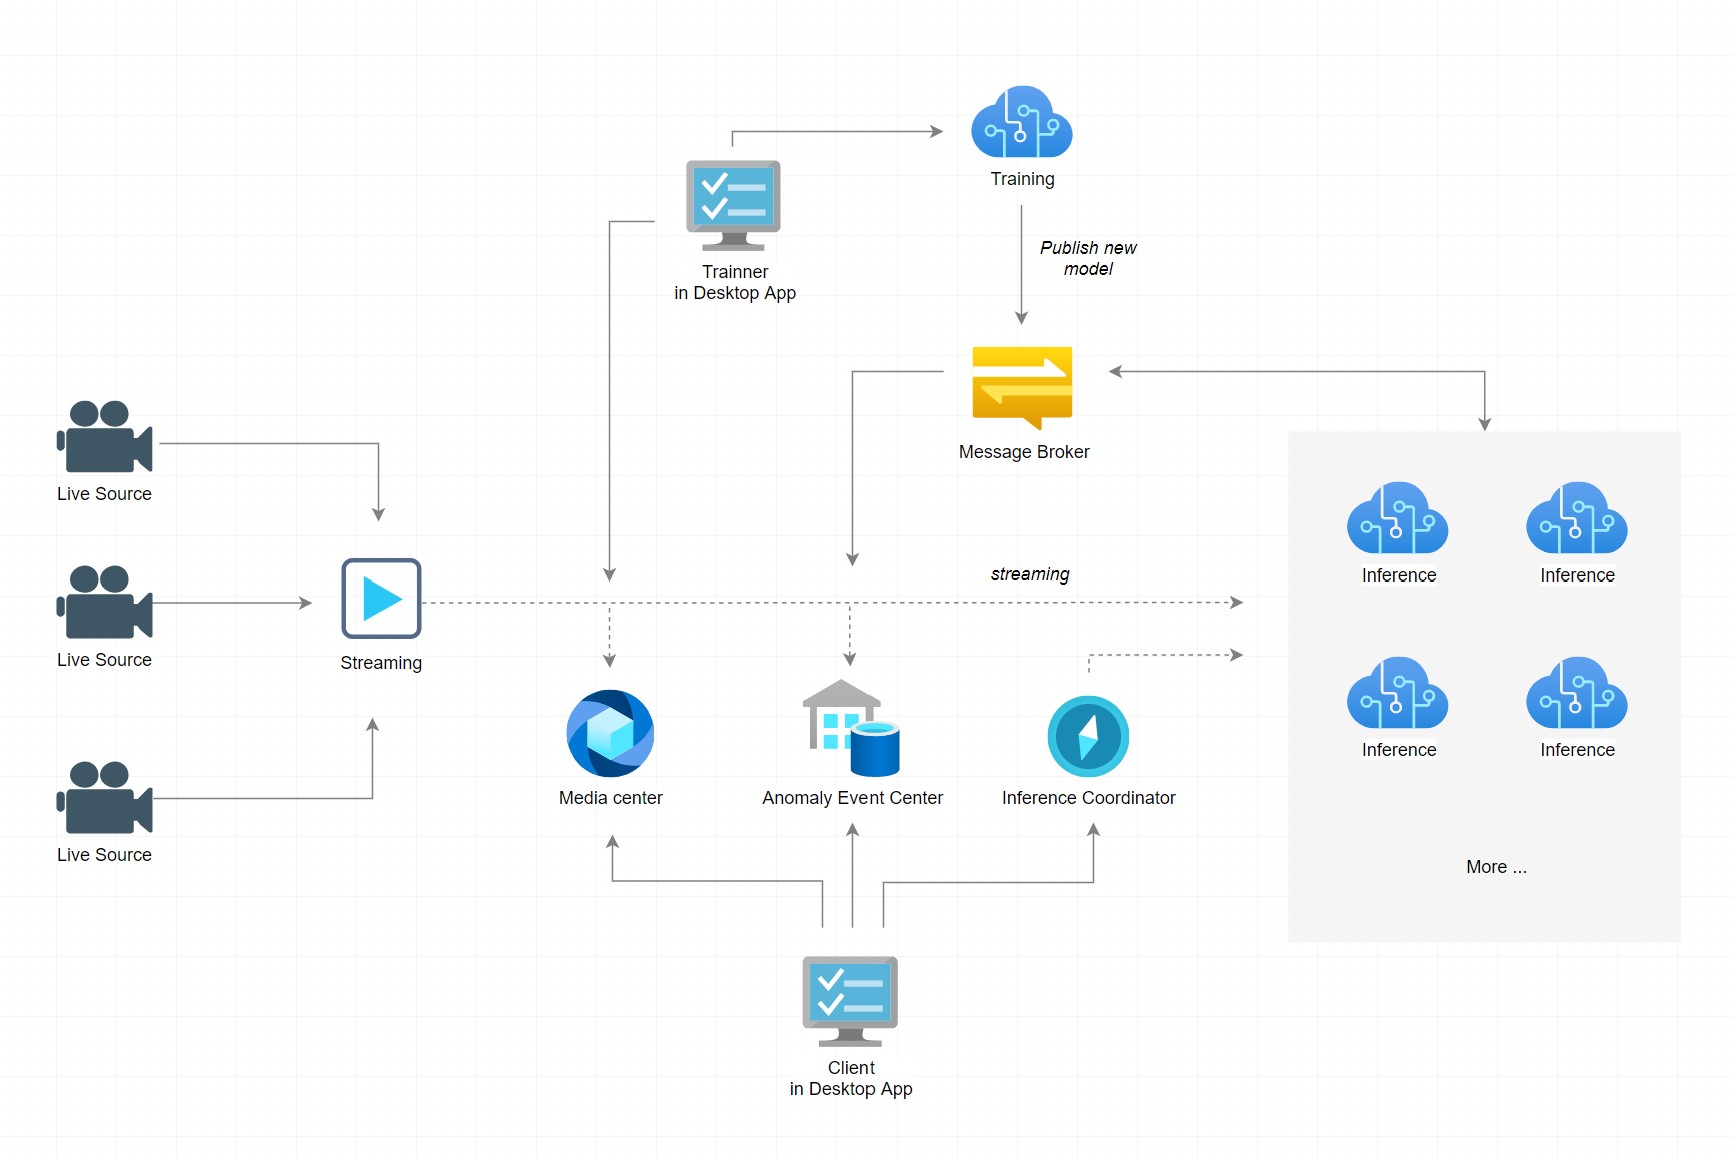 Training
Publish new
model
Trainner
in Desktop App
Message Broker
Live Source
streaming
Inference
Inference
Live Source
Streaming
Inference
Inference
Media center
Anomaly Event Center
Inference Coordinator
Live Source
More ...
Client
in Desktop App